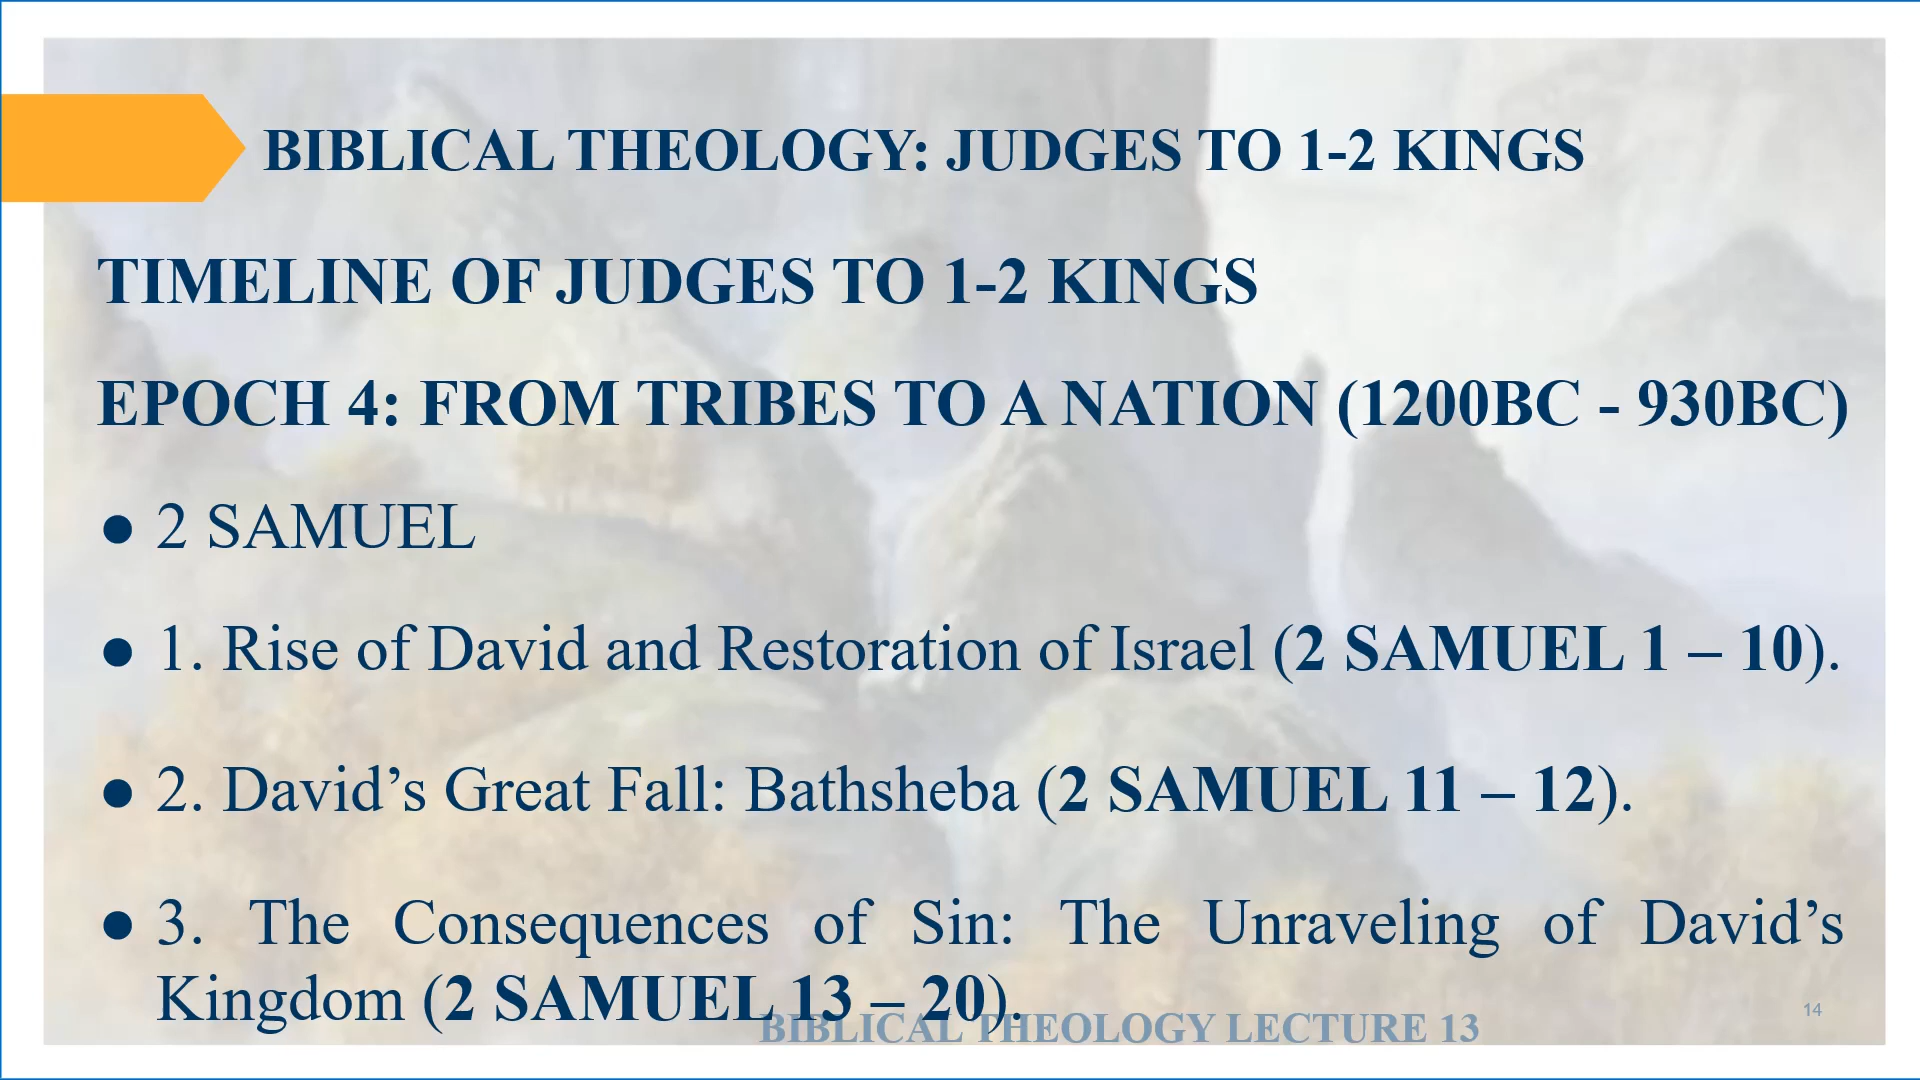 BIBLICAL THEOLOGY: JUDGES TO 1-2 KINGS
TIMELINE OF JUDGES TO 1-2 KINGS
EPOCH 4: FROM TRIBES TO A NATION (1200BC - 930BC)
● 2 SAMUEL
● 1. Rise of David and Restoration of Israel (2 SAMUEL 1 – 10).
● 2. David’s Great Fall: Bathsheba (2 SAMUEL 11 – 12).
● 3. The Consequences of Sin: The Unraveling of David’s
Kingdom (2 SAMUEL 13 – 20).
BIBLICAL THEOLOGY LECTURE 13
14